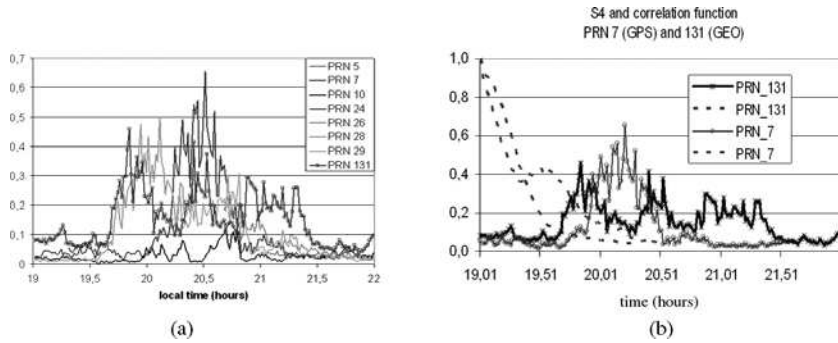 0,7
0,6
0,5
0,4
0,3
0,2
0,1
0
PRN 5
PRN 7
PRN 10
PRN 24
PRN 26
PRN 28
PRN 29
PRN 131
19 19,5 20 20,5 21 21,5 22
local time (hours)
(a)
S4 and correlation function
PRN 7 (GPS) and 131 (GEO)
1,0
0,8
0,6
0,4
0,2
0,0
PRN_131
PRN_131
PRN_7
PRN_7
19,01 19,51 20,01 20,51 21,01 21,51
time (hours)
(b)